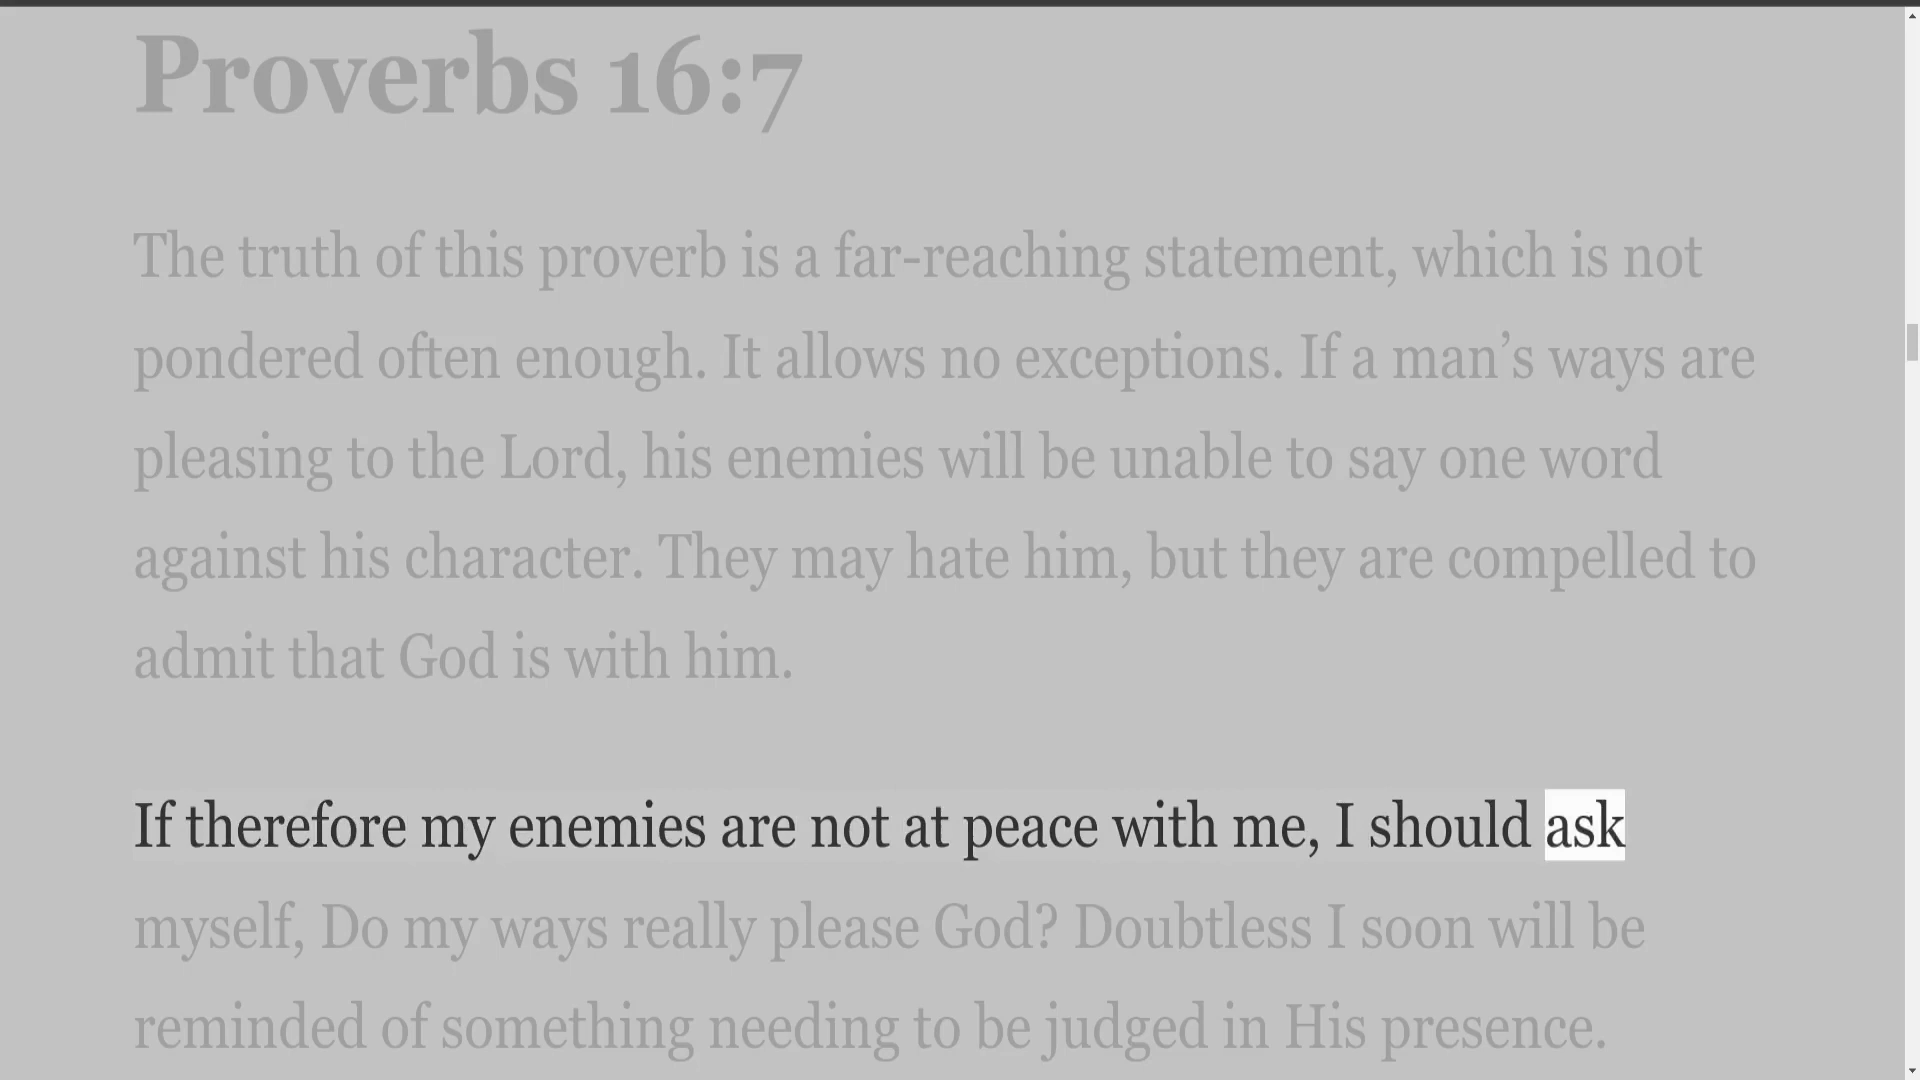 Proverbs 16:7
The truth of this proverb is a far-reaching statement, which is not
pondered often enough. It allows no exceptions. If a man’s ways are
pleasing to the Lord, his enemies will be unable to say one word
against his character. They may hate him, but they are compelled to
admit that God is with him.
If therefore my enemies are not at peace with me, I should ask
myself, Do my ways really please God? Doubtless I soon will be
reminded of something needing to be judged in His presence.